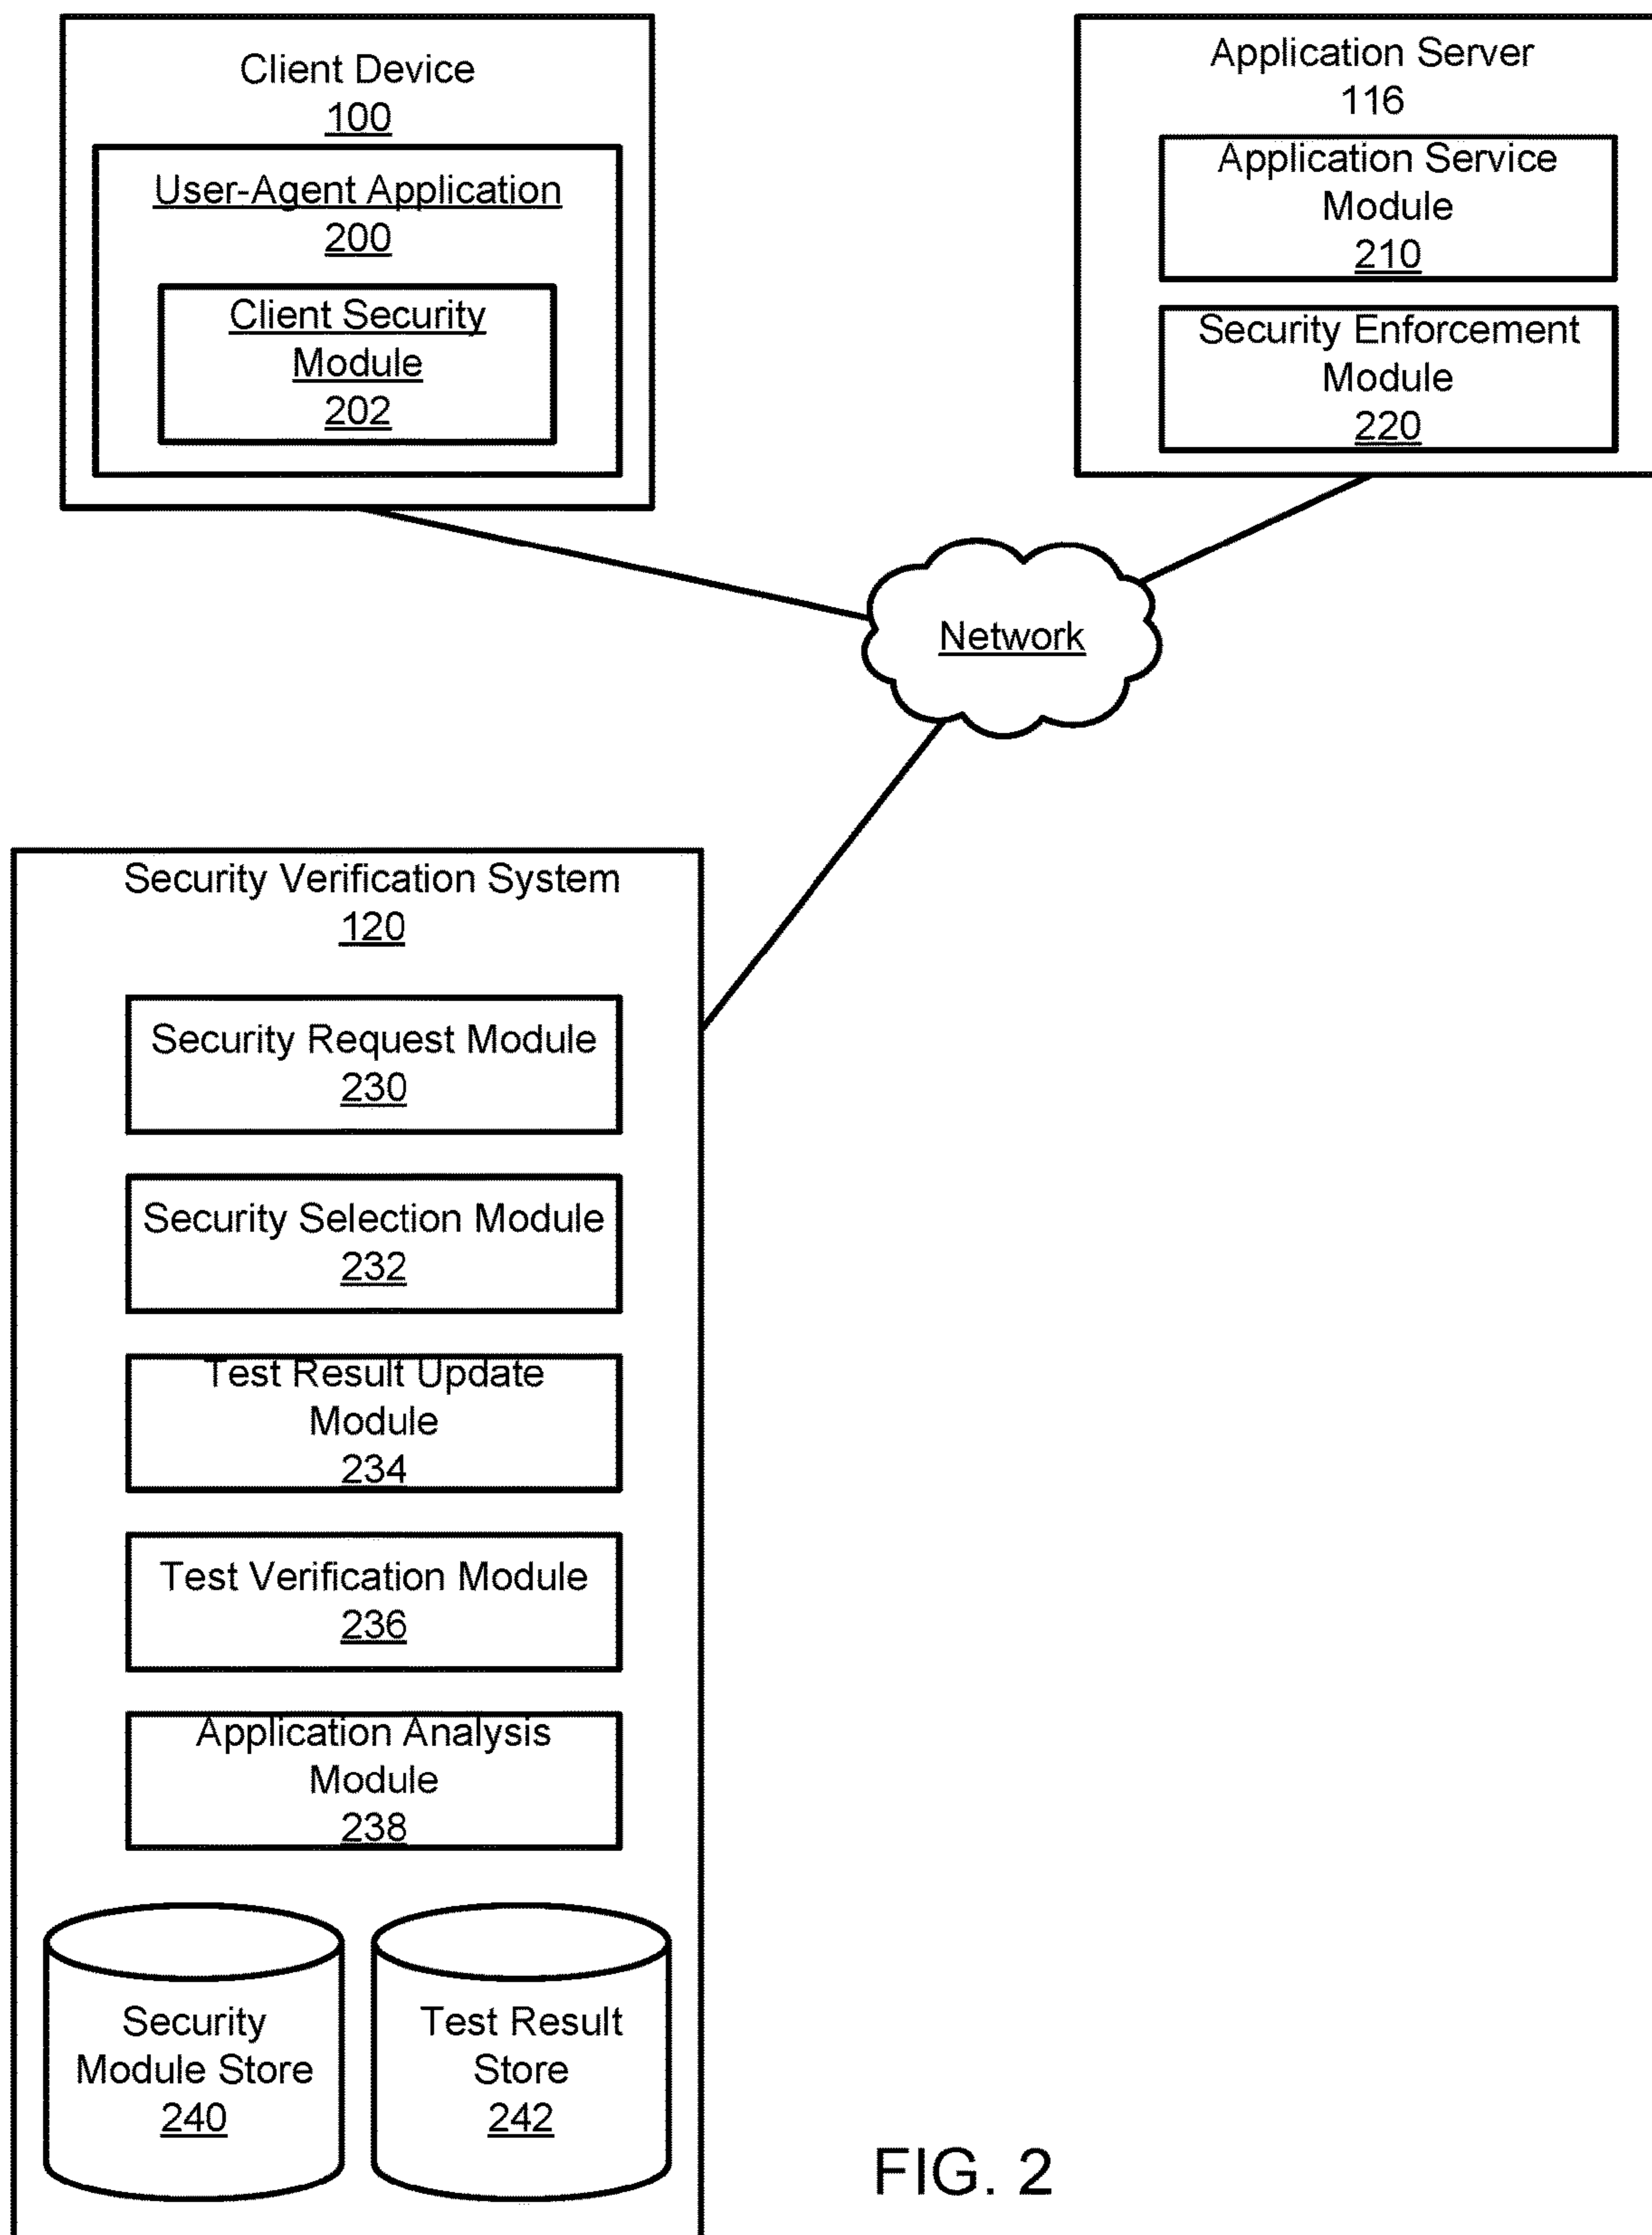 Client Device
100
User-Agent Application
200
Client Security
Module
202
Application Server
116
Application Service
Module
210
Security Enforcement
Module
220
Network
Security Verification System
120
Security Request Module
230
Security Selection Module
232
Test Result Update
Module
234
Test Verification Module
236
Application Analysis
Module
238
Security
Module Store
240
Test Result
Store
242
FIG. 2